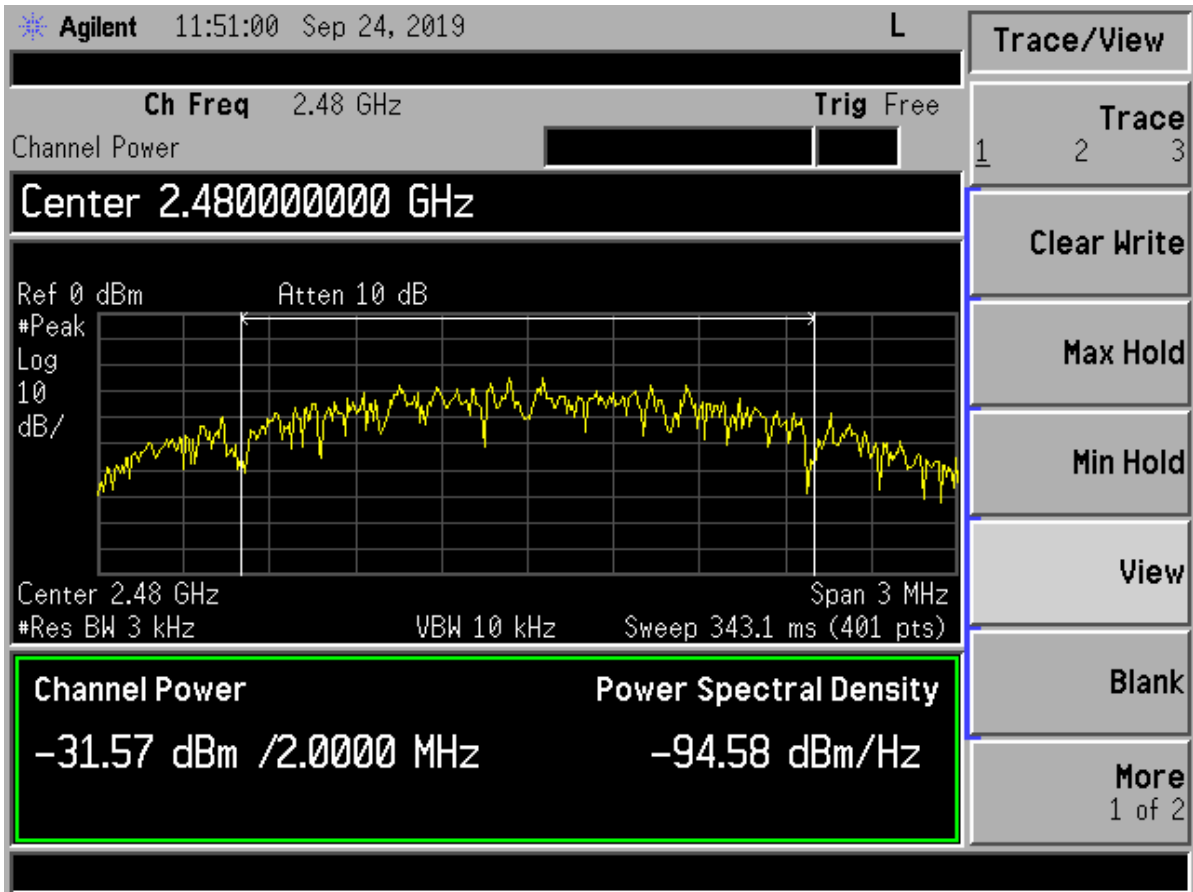 Agilent 11:51:00 Sep 24, 2019 L
Ch Freq 2.48 GHz Trig Free
Channel Power
Center 2.480000000 GHz
Ref 0 dBm Atten 10 dB
#Peak
Log
10
dB/
Center 2.48 GHz Span 3 MHz
#Res BW 3 kHz VBW 10 kHz Sweep 343.1 ms (401 pts)
Channel Power Power Spectral Density
-31.57 dBm /2.0000 MHz -94.58 dBm/Hz
Trace/View
Trace
1 2 3
Clear Write
Max Hold
Min Hold
View
Blank
More
1 of 2